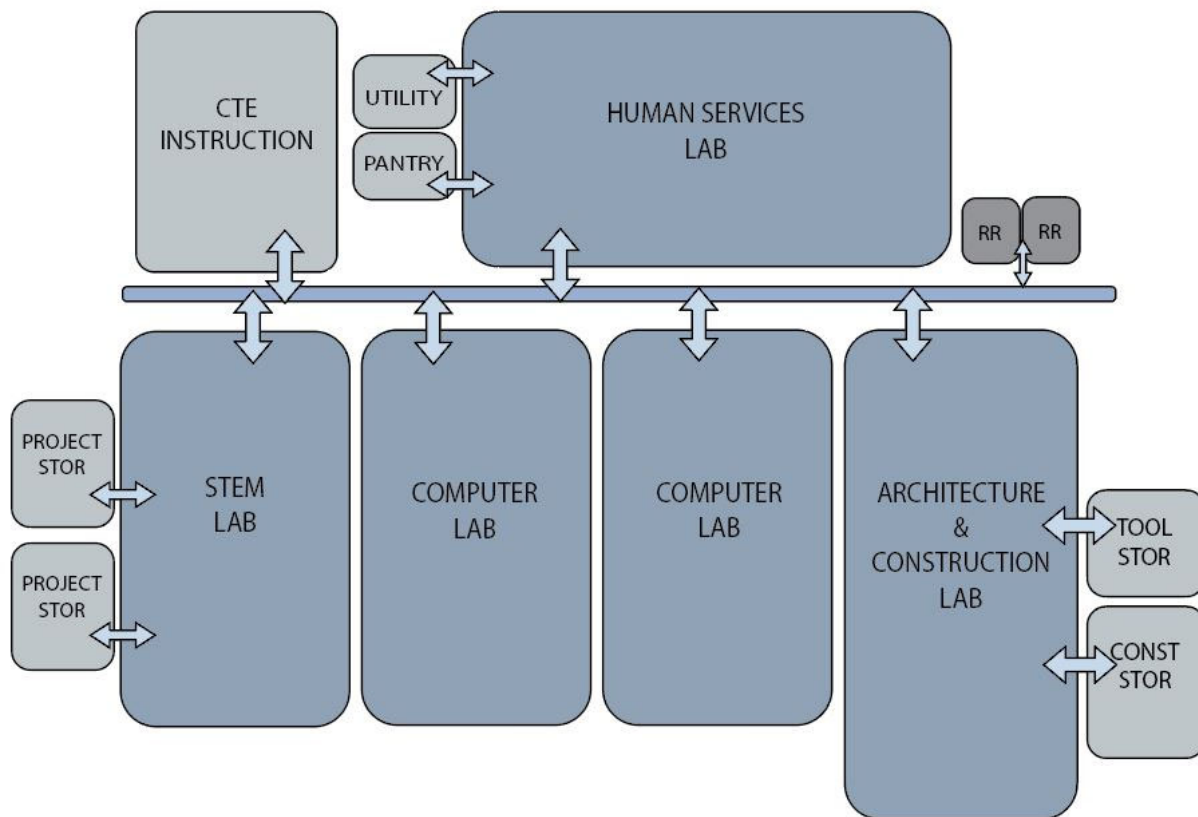 CTE
INSTRUCTION
UTILITY
PANTRY
HUMAN SERVICES
LAB
RR
RR
PROJECT
STOR
PROJECT
STOR
STEM
LAB
COMPUTER
LAB
COMPUTER
LAB
ARCHITECTURE
&
CONSTRUCTION
LAB
TOOL
STOR
CONST
STOR